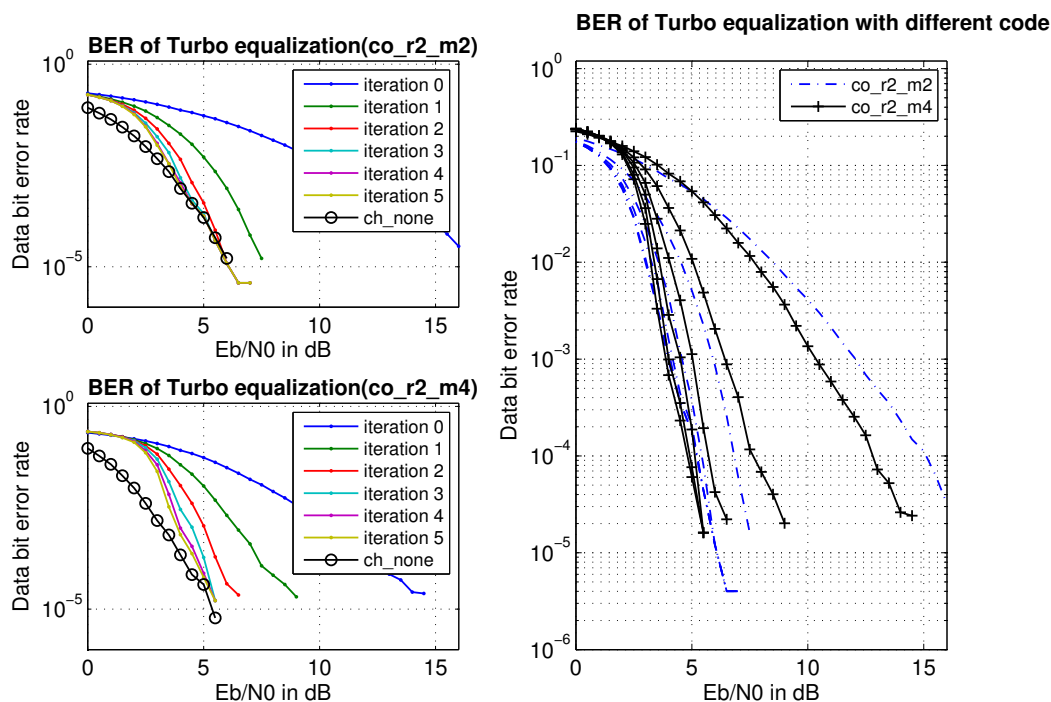 BER of Turbo equalization(co_r2_m2)
10^0
10^-5
Data bit error rate
0 5 10 15
Eb/N0 in dB
iteration 0
iteration 1
iteration 2
iteration 3
iteration 4
iteration 5
ch_none
BER of Turbo equalization(co_r2_m4)
10^0
10^-5
Data bit error rate
0 5 10 15
Eb/N0 in dB
iteration 0
iteration 1
iteration 2
iteration 3
iteration 4
iteration 5
ch_none
BER of Turbo equalization with different code
10^0
10^-1
10^-2
10^-3
10^-4
10^-5
10^-6
Data bit error rate
0 5 10 15
Eb/N0 in dB
co_r2_m2
co_r2_m4